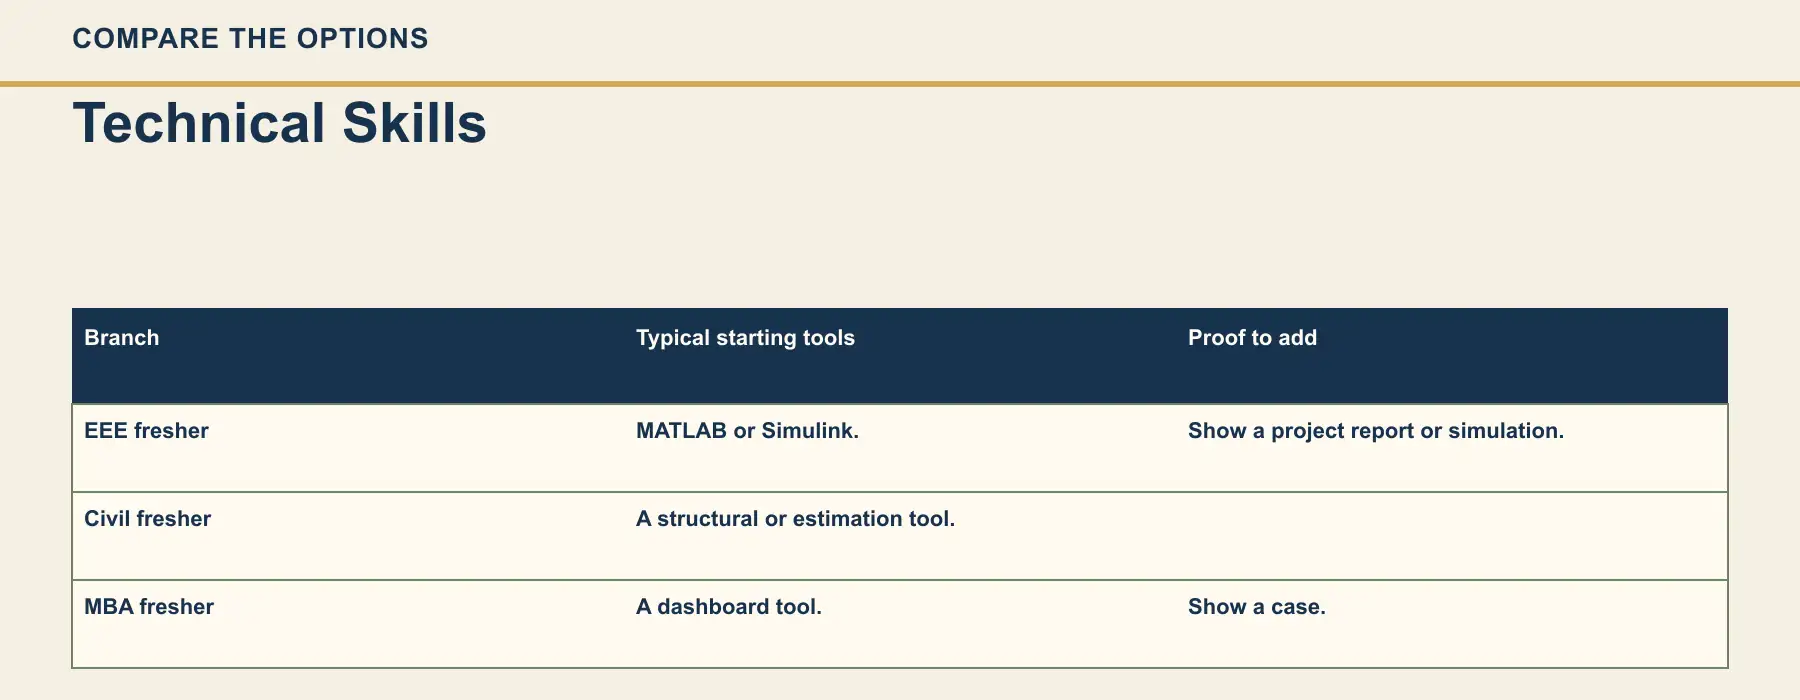 COMPARE THE OPTIONS
Technical Skills
Branch Typical starting tools Proof to add
EEE fresher MATLAB or Simulink. Show a project report or simulation.
Civil fresher A structural or estimation tool.
MBA fresher A dashboard tool. Show a case.